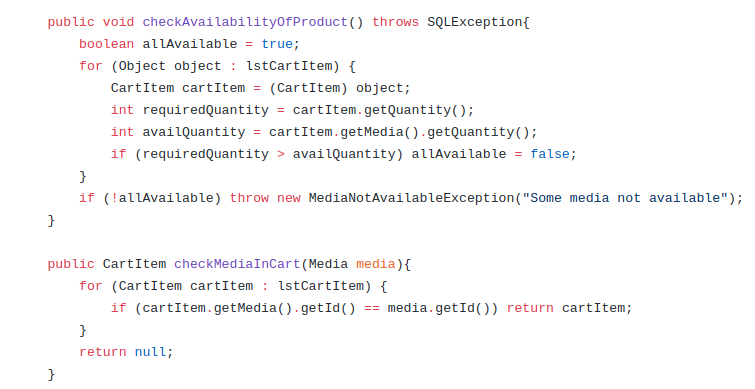 public void checkAvailabilityOfProduct() throws SQLException{
    boolean allAvailable = true;
    for (Object object : lstCartItem) {
        CartItem cartItem = (CartItem) object;
        int requiredQuantity = cartItem.getQuantity();
        int availQuantity = cartItem.getMedia().getQuantity();
        if (requiredQuantity > availQuantity) allAvailable = false;
    }
    if (!allAvailable) throw new MediaNotAvailableException("Some media not available");
}

public CartItem checkMediaInCart(Media media){
    for (CartItem cartItem : lstCartItem) {
        if (cartItem.getMedia().getId() == media.getId()) return cartItem;
    }
    return null;
}